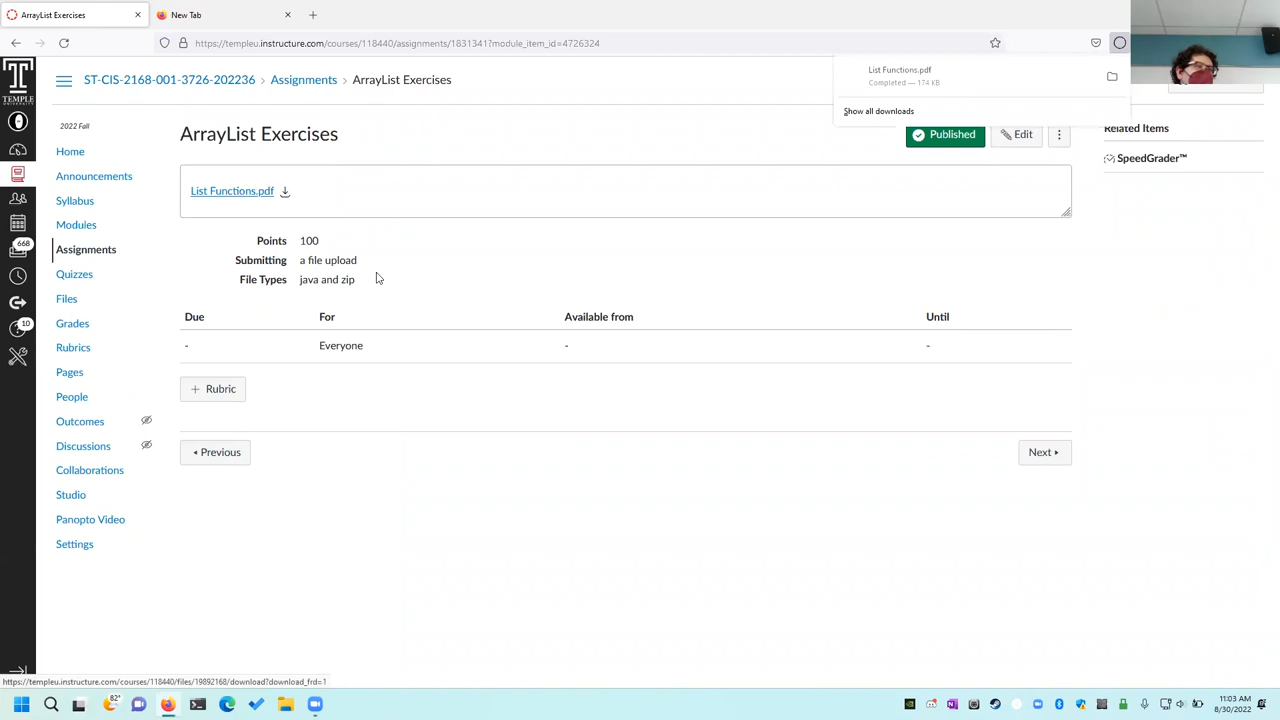 ArrayList Exercises
New Tab
https://templeu.instructure.com/courses/118440/assignments/1831341?module_item_id=4726324
List Functions.pdf
Completed — 174 KB
Show all downloads
TEMPLE
UNIVERSITY
ST-CIS-2168-001-3726-202236 > Assignments > ArrayList Exercises
2022 Fall
Home
Announcements
Syllabus
Modules
Assignments
Quizzes
Files
Grades
Rubrics
Pages
People
Outcomes
Discussions
Collaborations
Studio
Panopto Video
Settings
668
10
ArrayList Exercises
Published
Edit
Related Items
SpeedGrader™
List Functions.pdf
Points 100
Submitting a file upload
File Types java and zip
Due For Available from Until
- Everyone - -
+ Rubric
Previous
Next
https://templeu.instructure.com/courses/118440/files/19892168/download?download_frd=1
82°
11:03 AM
8/30/2022